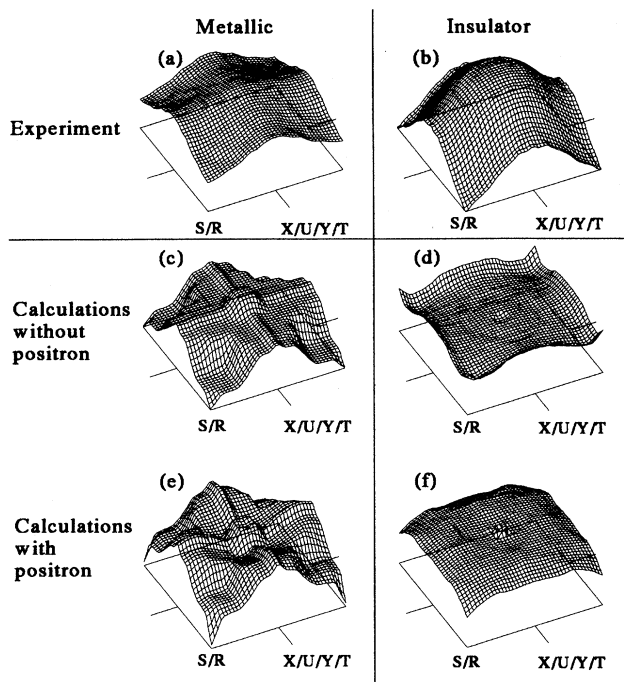 Metallic Insulator
(a) (b)
Experiment
S/R X/U/Y/T S/R X/U/Y/T
(c) (d)
Calculations
without
positron
S/R X/U/Y/T S/R X/U/Y/T
(e) (f)
Calculations
with
positron
S/R X/U/Y/T S/R X/U/Y/T